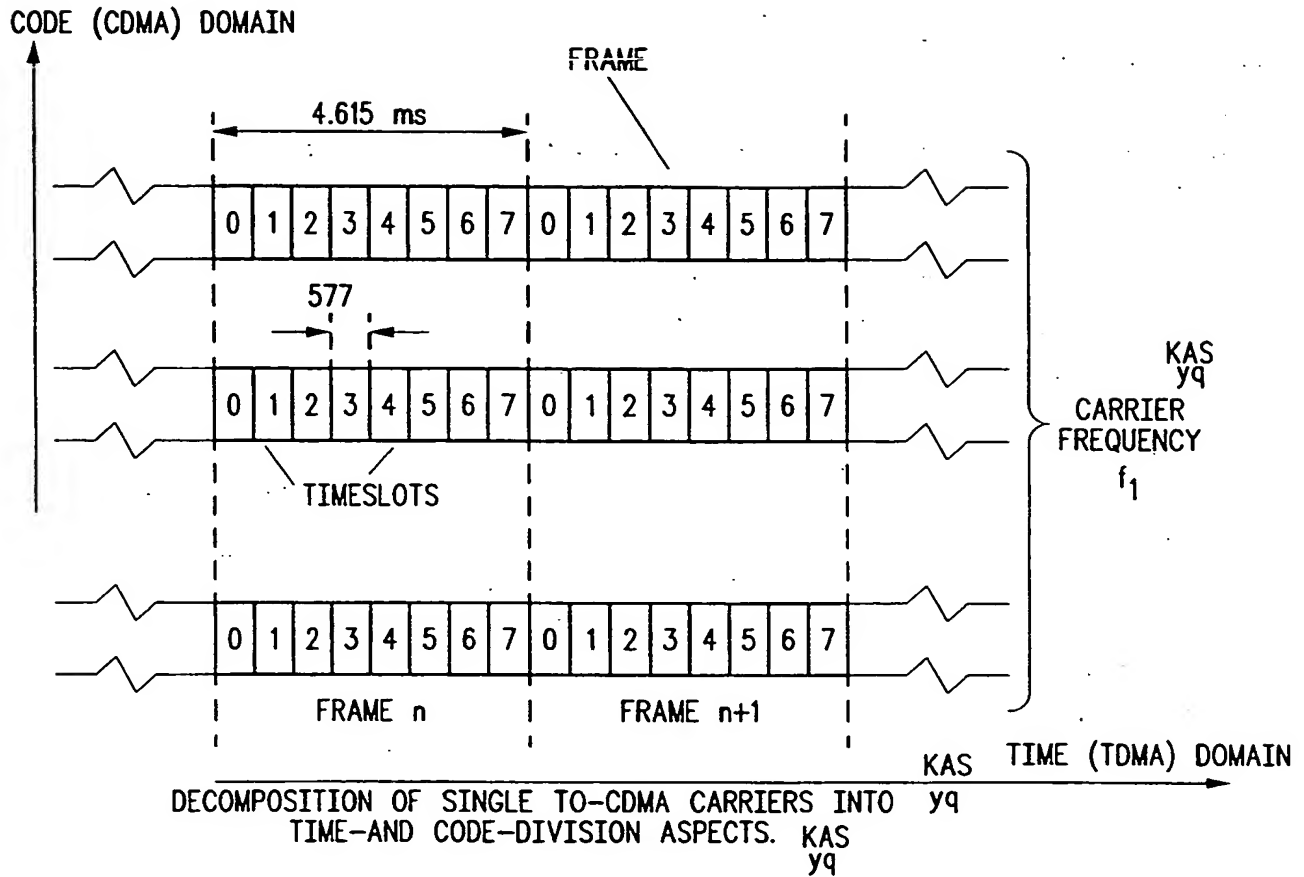 CODE (CDMA) DOMAIN
FRAME
4.615 ms
0 1 2 3 4 5 6 7 0 1 2 3 4 5 6 7
577
0 1 2 3 4 5 6 7 0 1 2 3 4 5 6 7
TIMESLOTS
KAS
yq
CARRIER
FREQUENCY
f1
0 1 2 3 4 5 6 7 0 1 2 3 4 5 6 7
FRAME n FRAME n+1
TIME (TDMA) DOMAIN
KAS
yq
DECOMPOSITION OF SINGLE TO-CDMA CARRIERS INTO
TIME-AND CODE-DIVISION ASPECTS.
KAS
yq